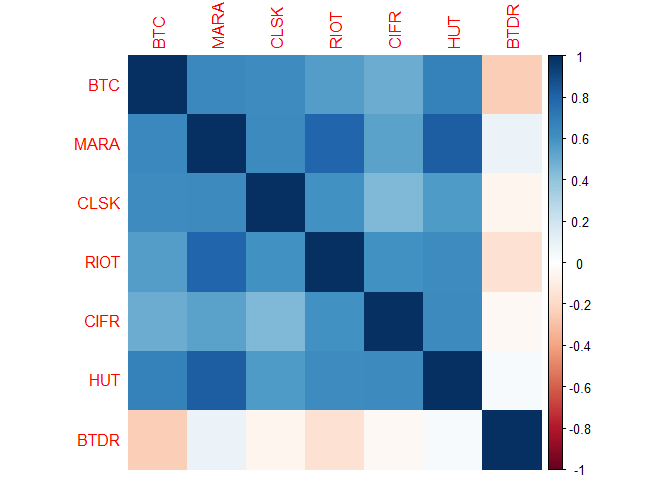 BTC MARA CLSK RIOT CIFR HUT BTDR
BTC
MARA
CLSK
RIOT
CIFR
HUT
BTDR
1
0.8
0.6
0.4
0.2
0
-0.2
-0.4
-0.6
-0.8
-1